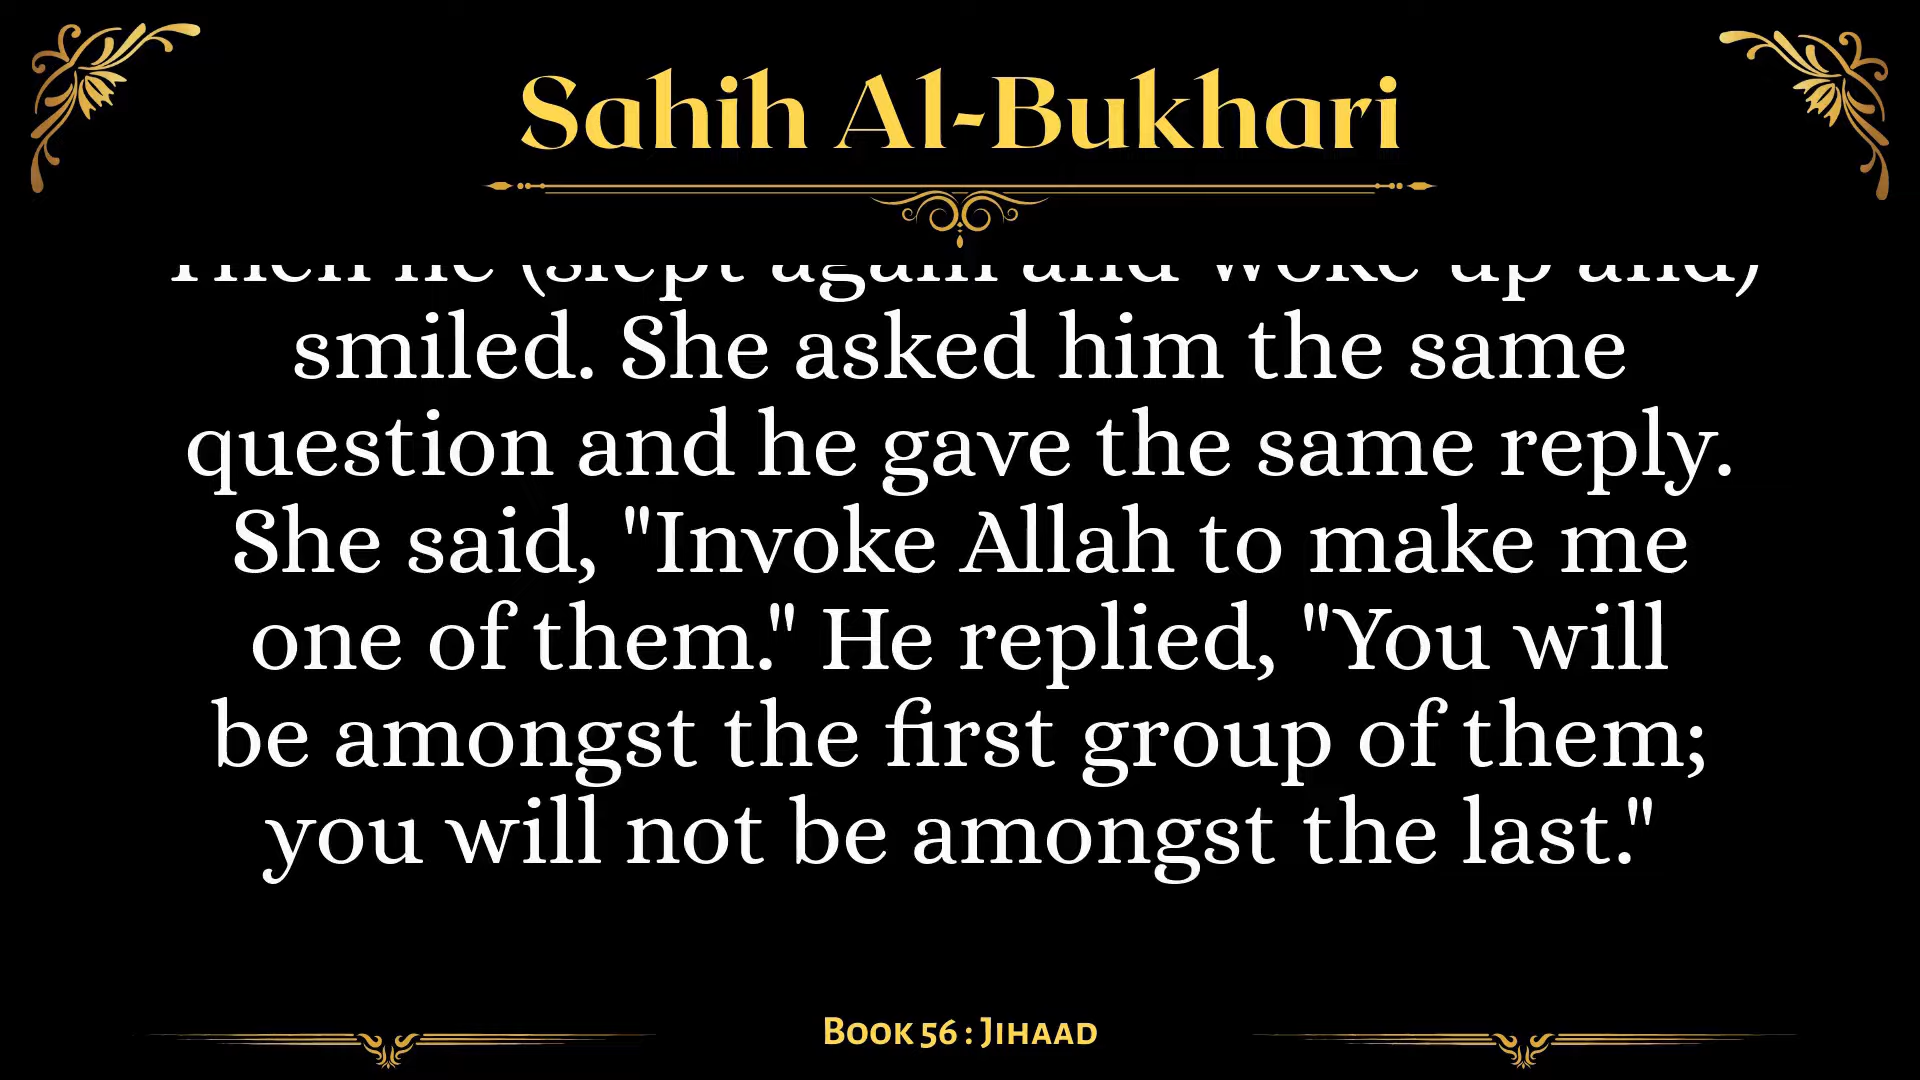 Sahih Al-Bukhari
Then he (slept again and woke up and)
smiled. She asked him the same
question and he gave the same reply.
She said, "Invoke Allah to make me
one of them." He replied, "You will
be amongst the first group of them;
you will not be amongst the last."
Book 56 : Jihaad